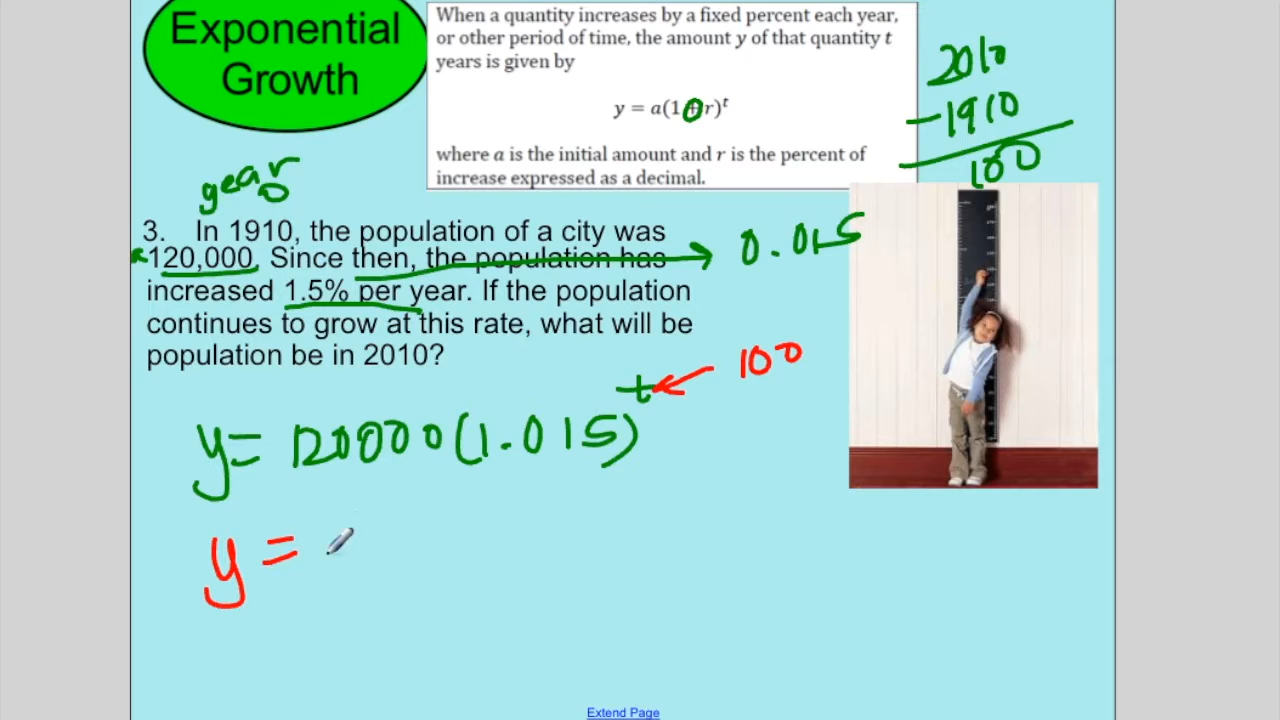 Exponential
Growth
When a quantity increases by a fixed percent each year,
or other period of time, the amount y of that quantity t
years is given by
y = a(1+r)^t
where a is the initial amount and r is the percent of
increase expressed as a decimal.
2010
-1910
100
year 0
3. In 1910, the population of a city was
a 120,000. Since then, the population has → 0.015
increased 1.5% per year. If the population
continues to grow at this rate, what will be
population be in 2010?
100
y = 120000(1.015)^t
y =
Extend Page